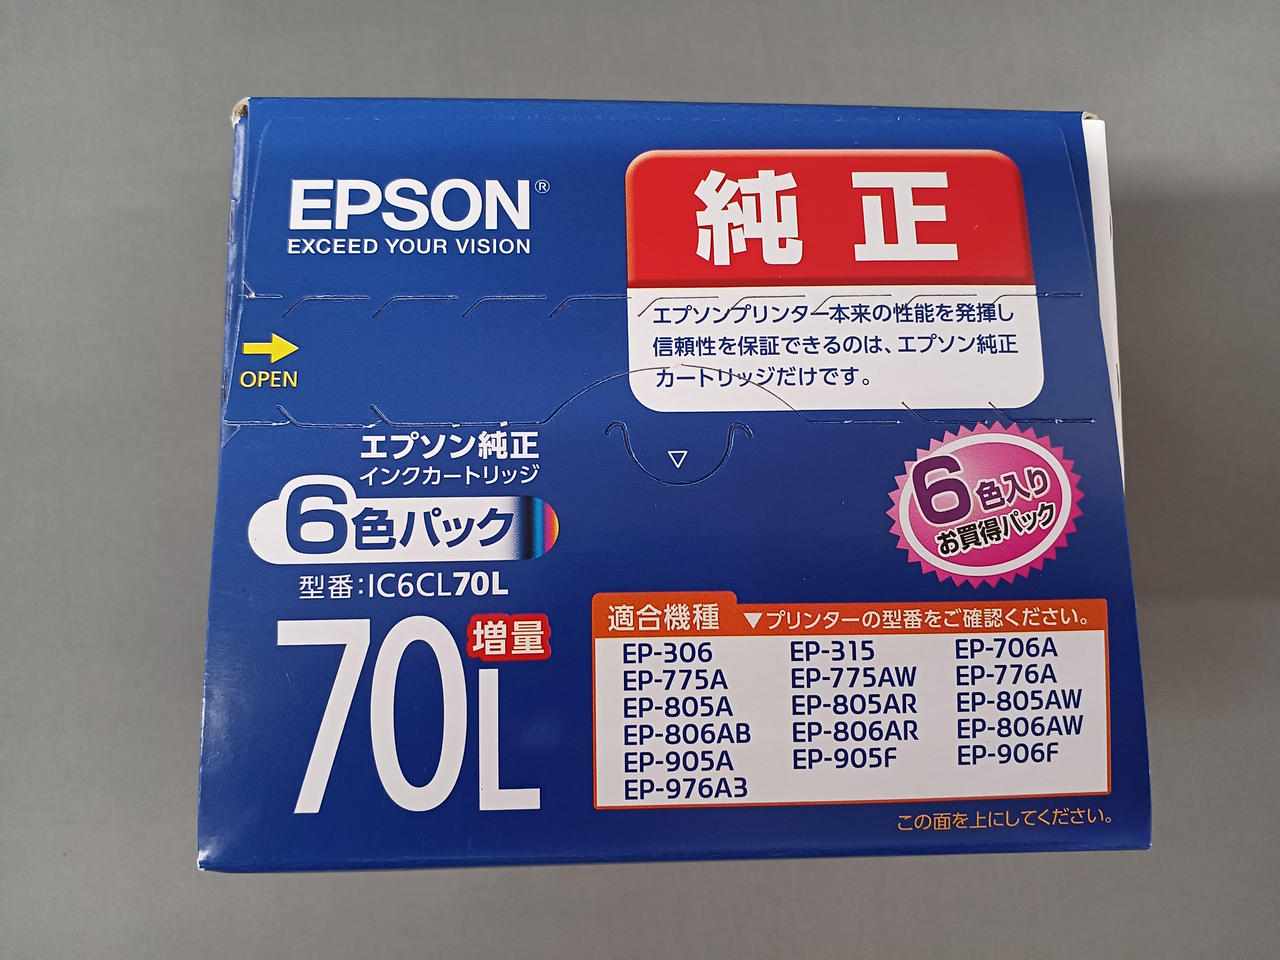 EPSON®
EXCEED YOUR VISION
純正
エプソンプリンター本来の性能を発揮し
信頼性を保証できるのは、エプソン純正
カートリッジだけです。
OPEN
エプソン純正
インクカートリッジ
6色パック
型番:IC6CL70L
70L 増量
6色入り
お買得パック
適合機種 ▼プリンターの型番をご確認ください。
EP-306 EP-315 EP-706A
EP-775A EP-775AW EP-776A
EP-805A EP-805AR EP-805AW
EP-806AB EP-806AR EP-806AW
EP-905A EP-905F EP-906F
EP-976A3
この面を上にしてください。